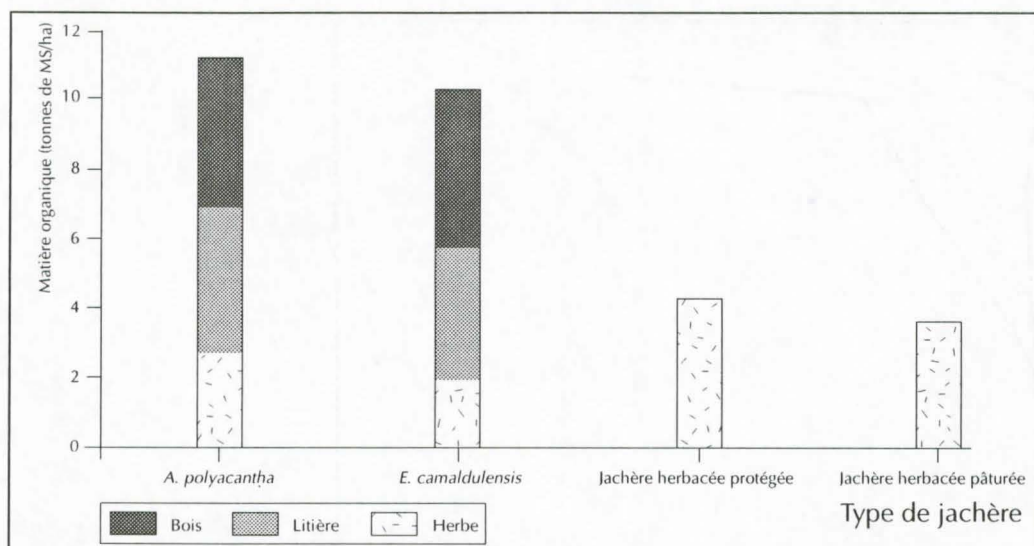 Matière organique (tonnes de MS/ha)
12
10
8
6
4
2
0
A. polyacantha
E. camaldulensis
Jachère herbacée protégée
Jachère herbacée pâturée
Type de jachère
Bois
Litière
Herbe